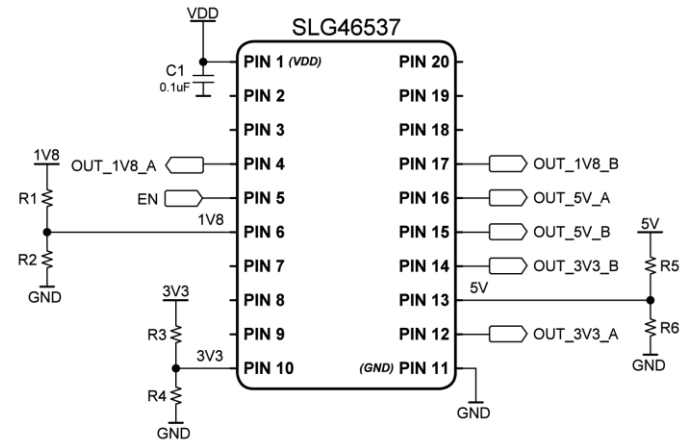 VDD
SLG46537
C1
0.1uF
PIN 1 (VDD)
PIN 20
PIN 2
PIN 19
PIN 3
PIN 18
1V8
OUT_1V8_A
PIN 4
PIN 17
OUT_1V8_B
R1
EN
PIN 5
PIN 16
OUT_5V_A
1V8
PIN 6
PIN 15
OUT_5V_B
5V
R2
PIN 7
PIN 14
OUT_3V3_B
R5
GND
3V3
PIN 8
PIN 13
5V
R3
PIN 9
PIN 12
OUT_3V3_A
R6
3V3
PIN 10
(GND) PIN 11
GND
R4
GND
GND